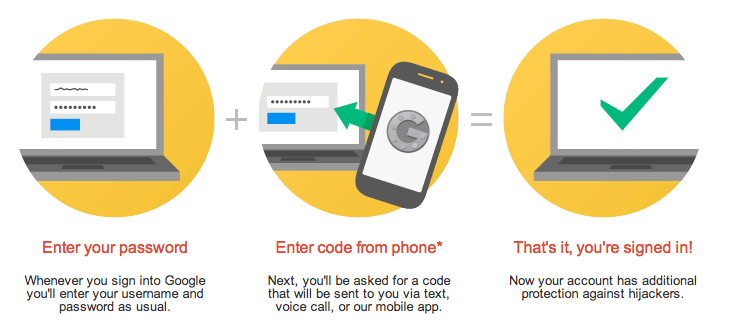 Enter your password
Whenever you sign into Google
you'll enter your username and
password as usual.
+
Enter code from phone*
Next, you'll be asked for a code
that will be sent to you via text,
voice call, or our mobile app.
=
That's it, you're signed in!
Now your account has additional
protection against hijackers.